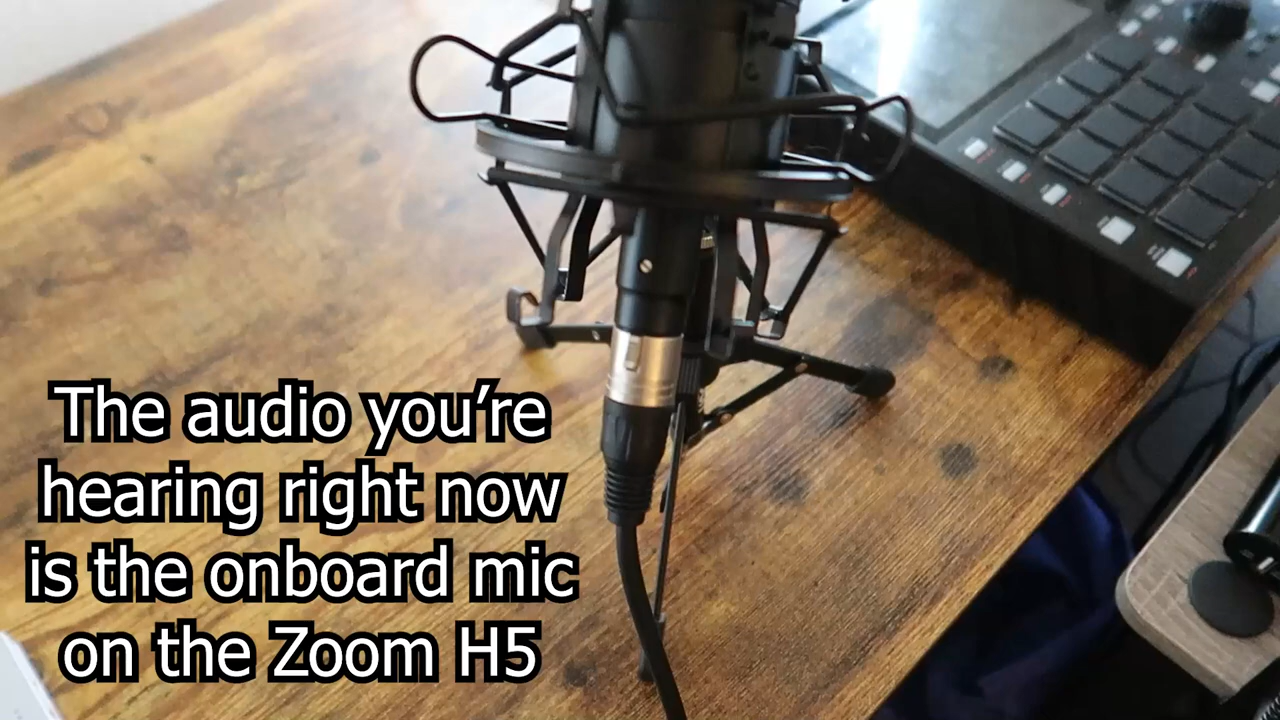 The audio you’re
hearing right now
is the onboard mic
on the Zoom H5